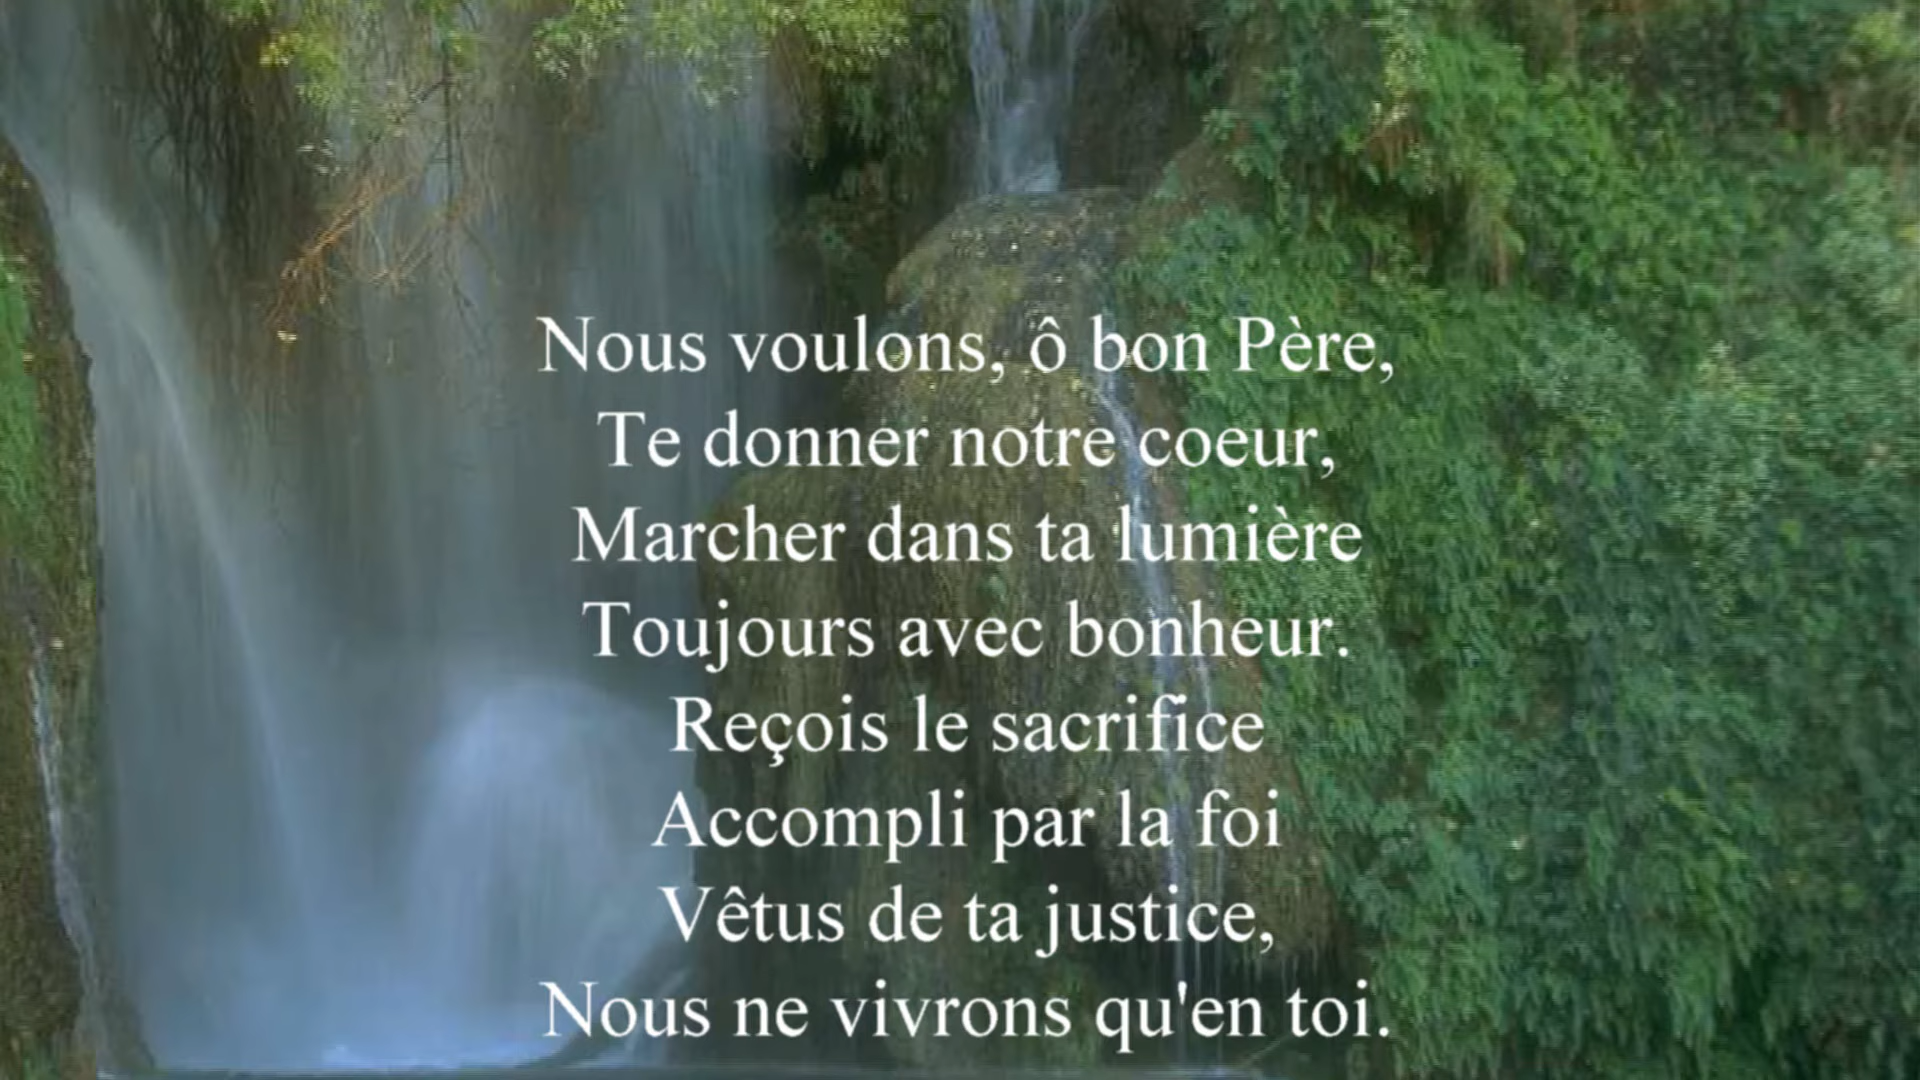 Nous voulons, ô bon Père,
Te donner notre coeur,
Marcher dans ta lumière
Toujours avec bonheur.
Reçois le sacrifice
Accompli par la foi
Vêtus de ta justice,
Nous ne vivrons qu'en toi.